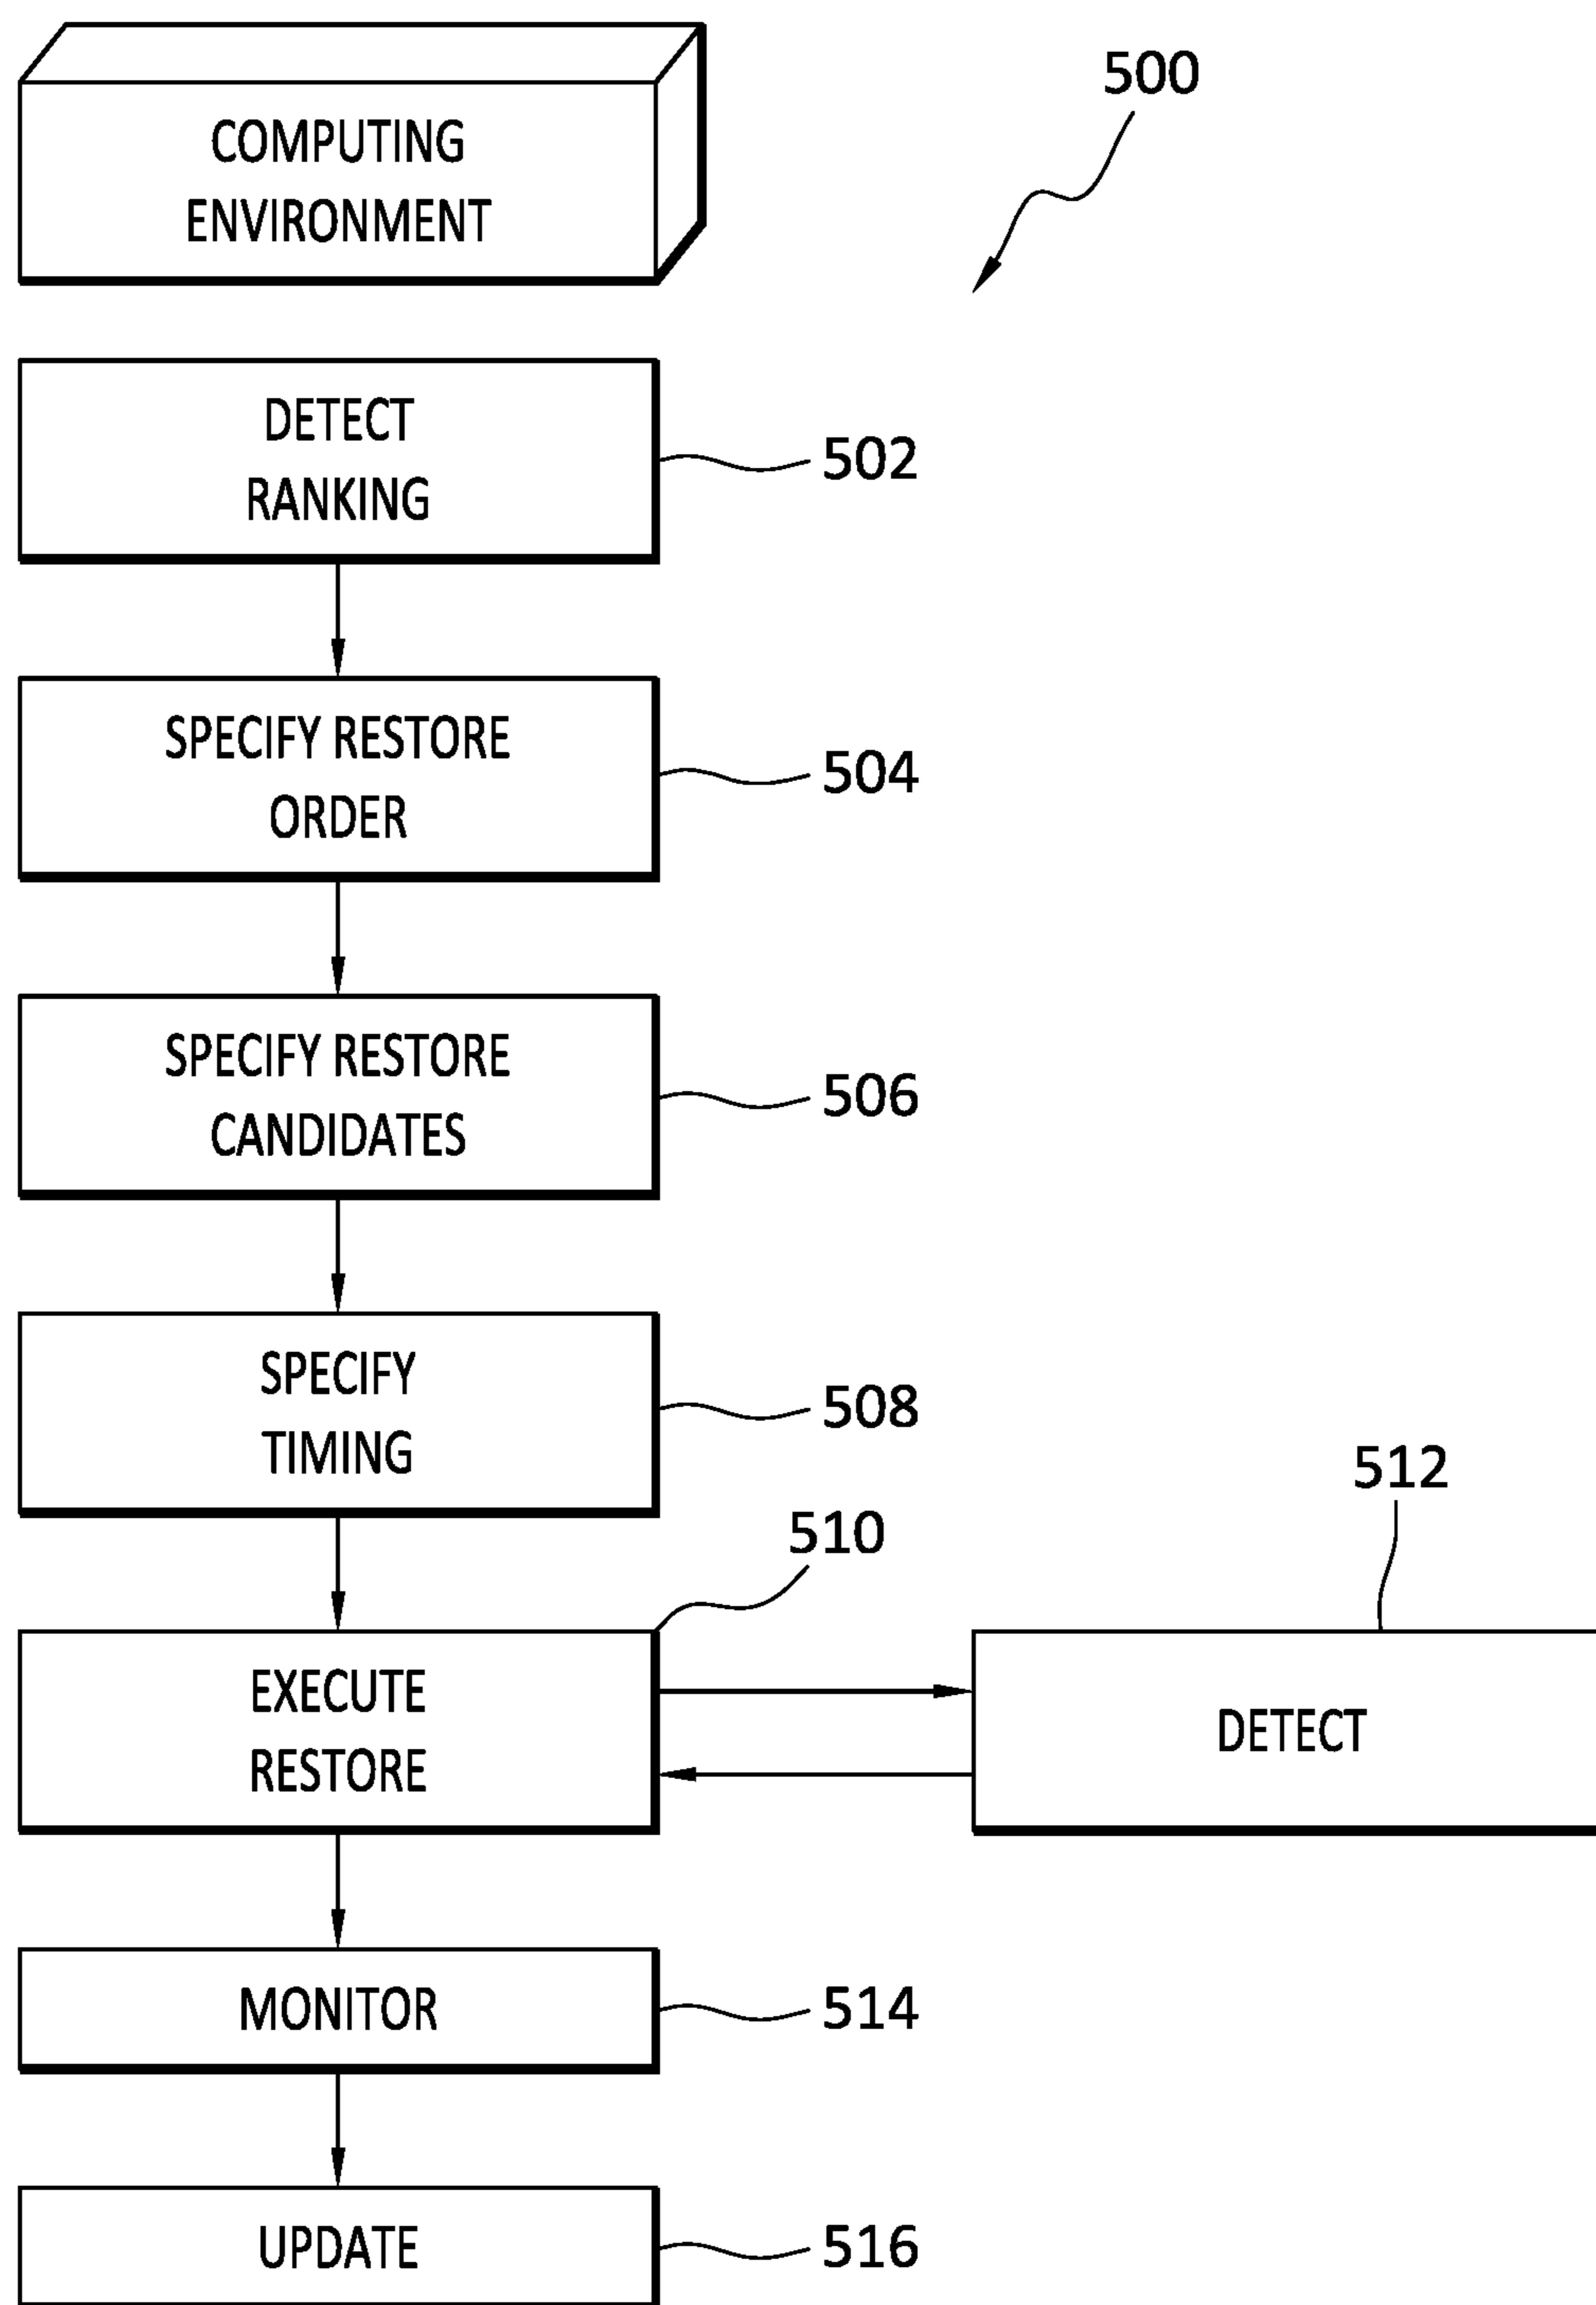 COMPUTING
ENVIRONMENT
500
DETECT
RANKING
502
SPECIFY RESTORE
ORDER
504
SPECIFY RESTORE
CANDIDATES
506
SPECIFY
TIMING
508
510
512
EXECUTE
RESTORE
DETECT
MONITOR
514
UPDATE
516